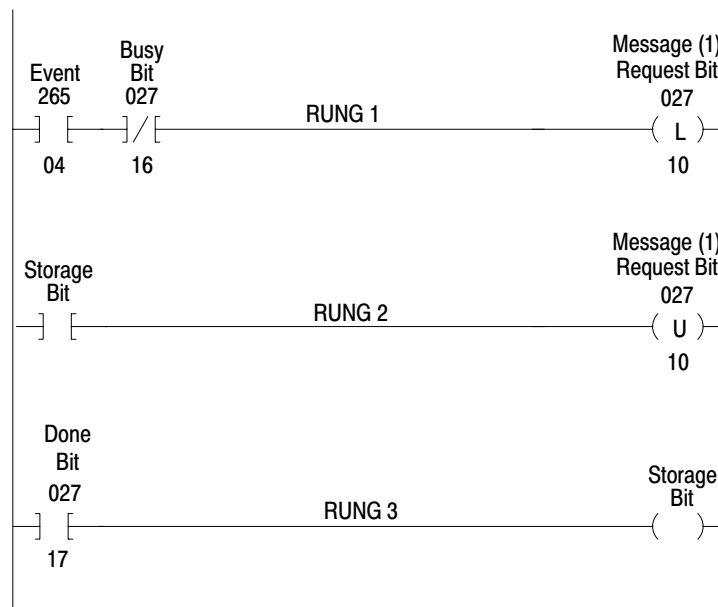 Event
265
04
Busy
Bit
027
16
RUNG 1
Message (1)
Request Bit
027
L
10
Storage
Bit
RUNG 2
Message (1)
Request Bit
027
U
10
Done
Bit
027
17
RUNG 3
Storage
Bit